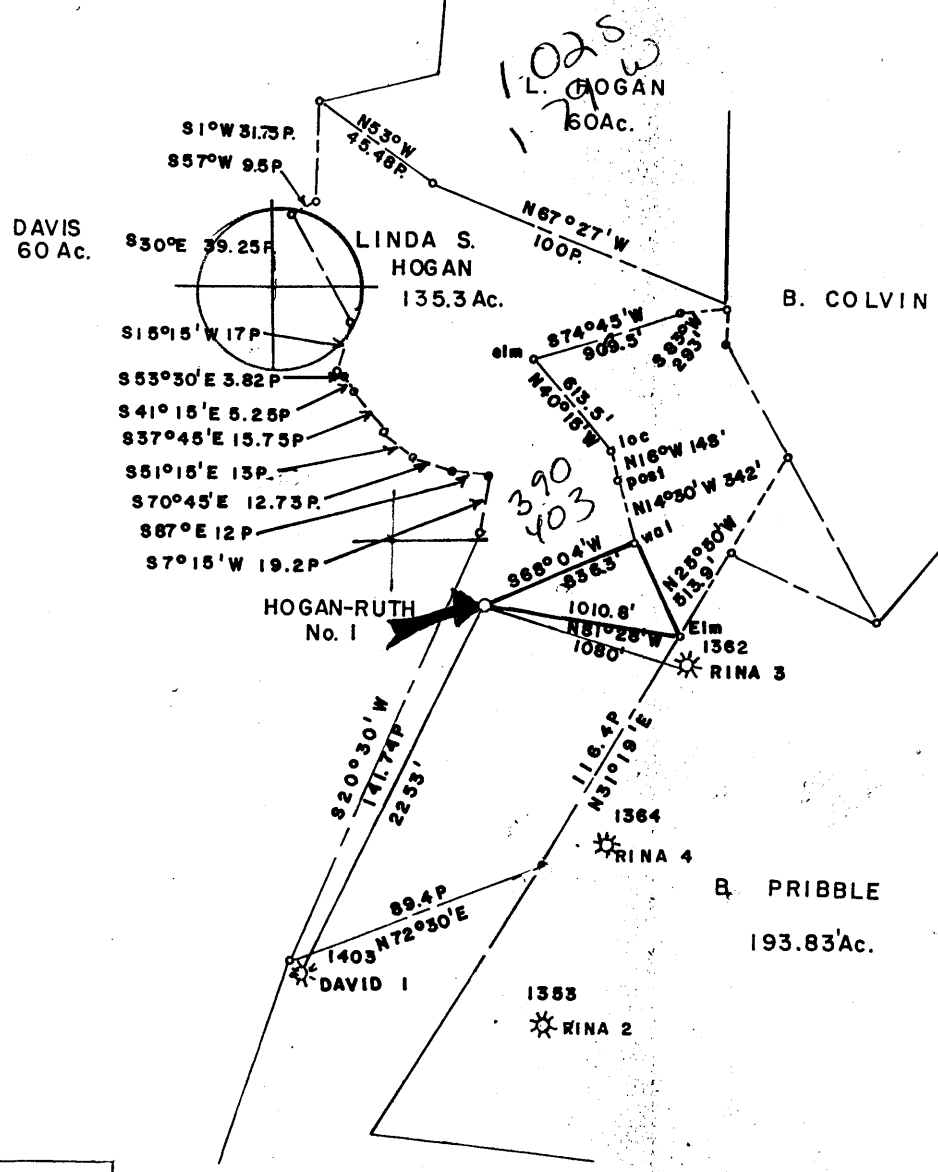 1.02 S
1.79 W
L. HOGAN
60Ac.
S1°W 31.75P.
N53°W
45.48P.
S57°W 9.5P
N67°27'W
100P.
DAVIS
60 Ac.
S30°E 39.25P.
LINDA S.
HOGAN
135.3 Ac.
B. COLVIN
S15°15'W 17P
S74°45'W
909.5'
S83°W
293'
elm
S53°30'E 3.82P
613.5'
N40°15'W
S41°15'E 5.25P
S37°45'E 15.75P
loc
N16°W 148'
post
S51°15'E 13P.
S70°45'E 12.73P.
390
403
N14°30'W 342'
S87°E 12P
wal
S7°15'W 19.2P
S68°04'W
836.3'
N25°50'W
513.9'
HOGAN-RUTH
No. 1
1010.8'
N81°28'W
1080'
Elm
1362
RINA 3
S20°30'W
141.74P
2253'
116.4P
N31°19'E
1364
RINA 4
B PRIBBLE
193.83'Ac.
89.4P
N72°30'E
1403
DAVID 1
1353
RINA 2